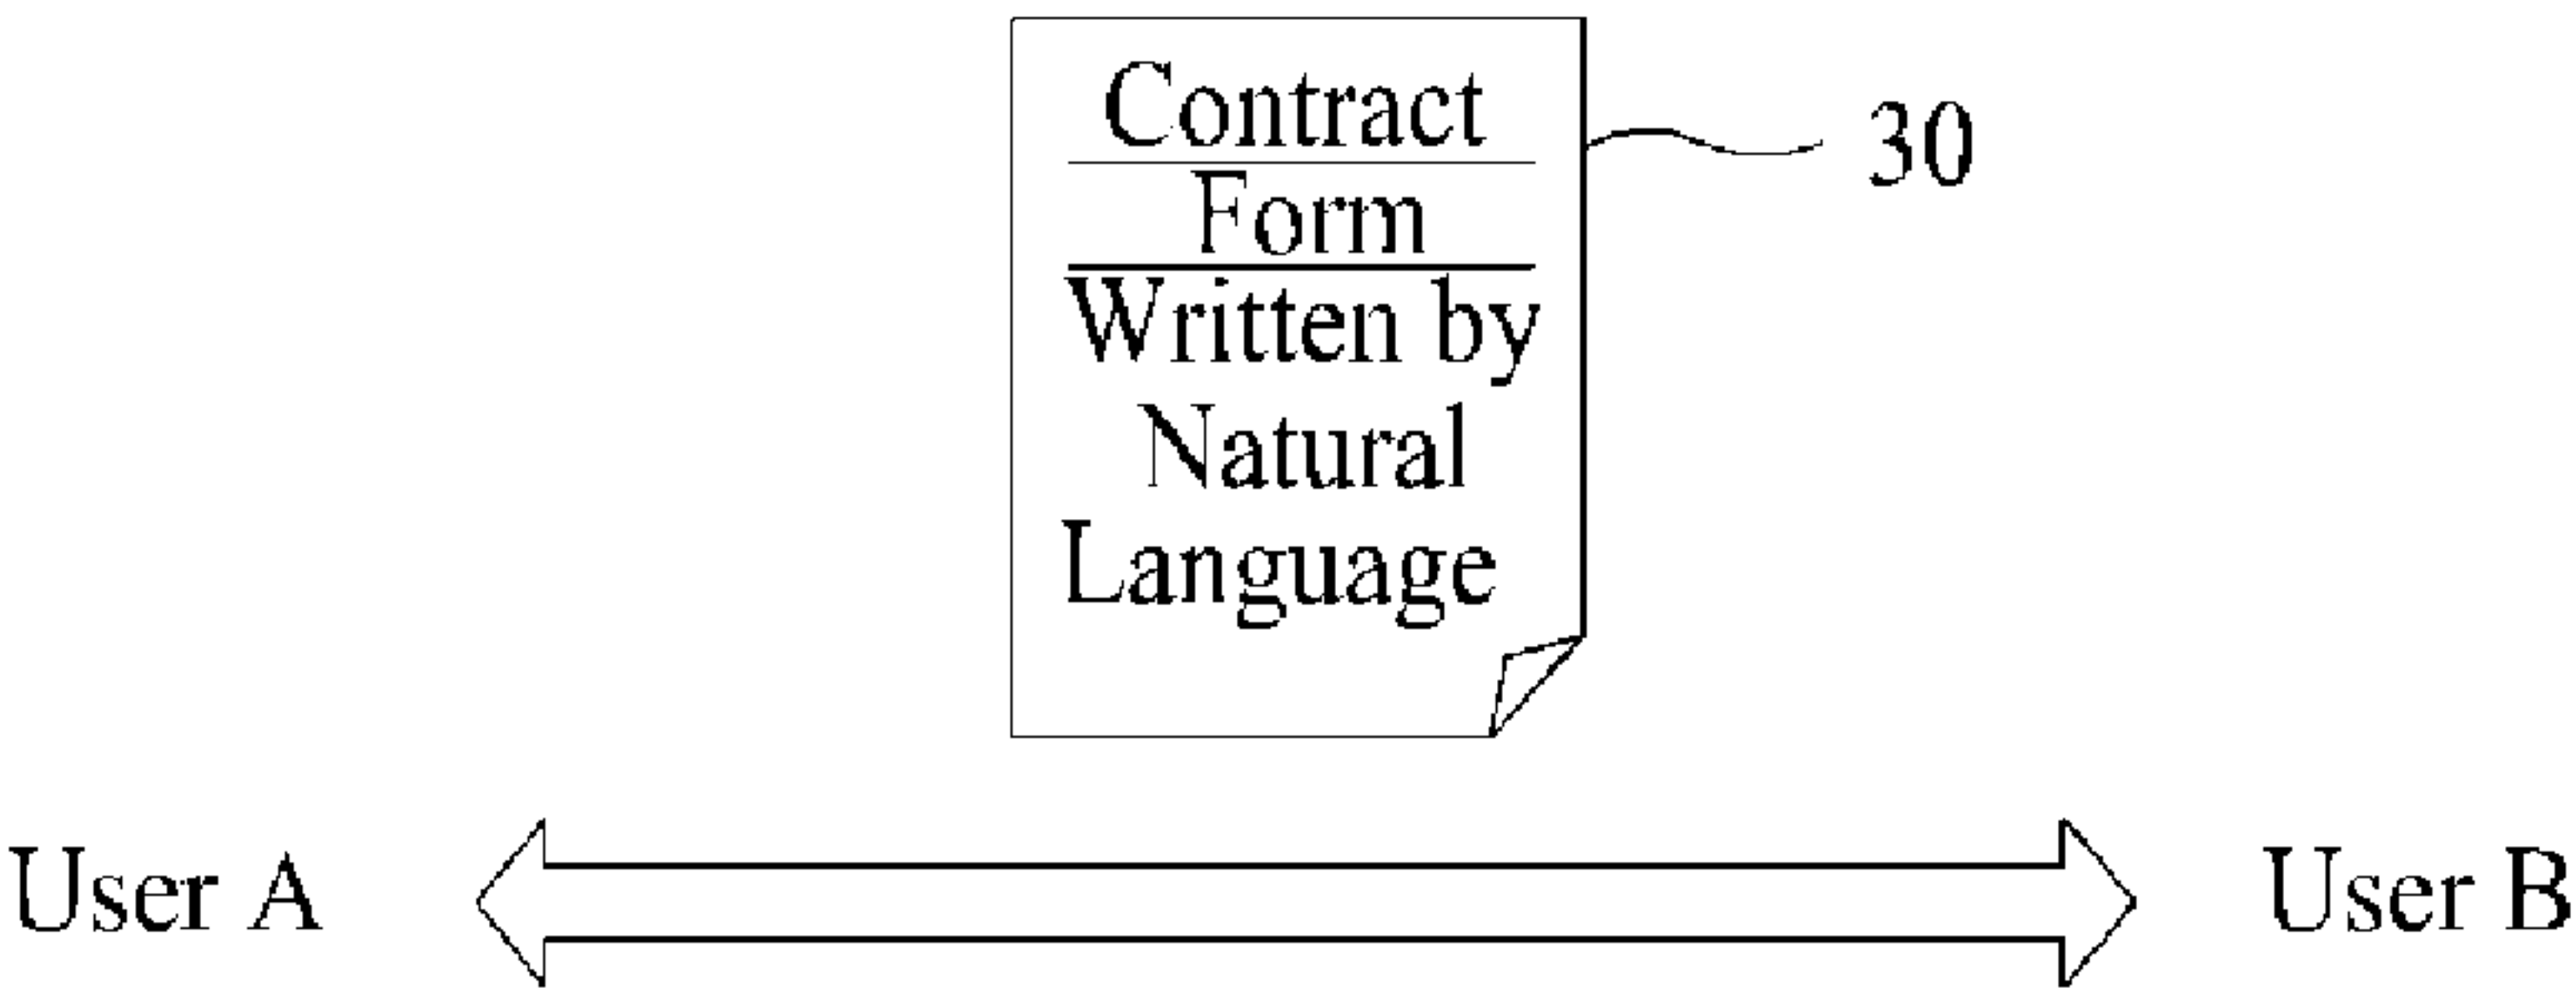 Contract
Form
Written by
Natural
Language
30
User A
User B